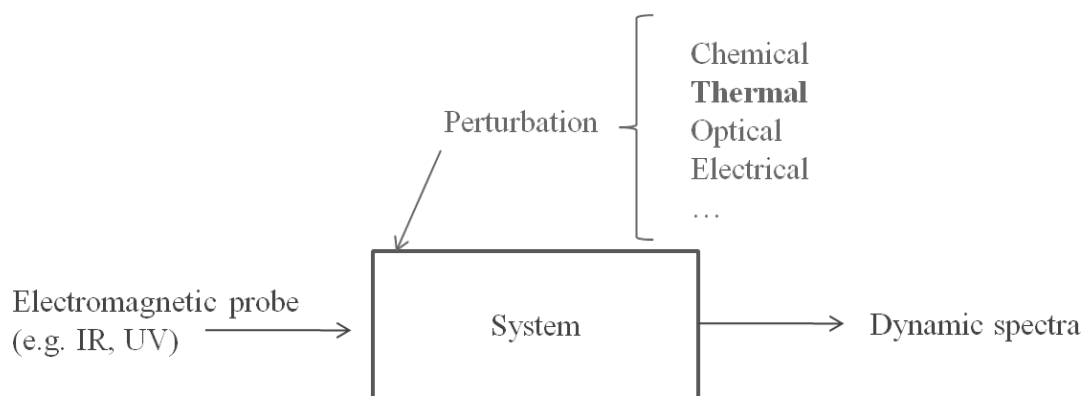 Chemical
Thermal
Perturbation
Optical
Electrical
...
Electromagnetic probe
(e.g. IR, UV)
System
Dynamic spectra